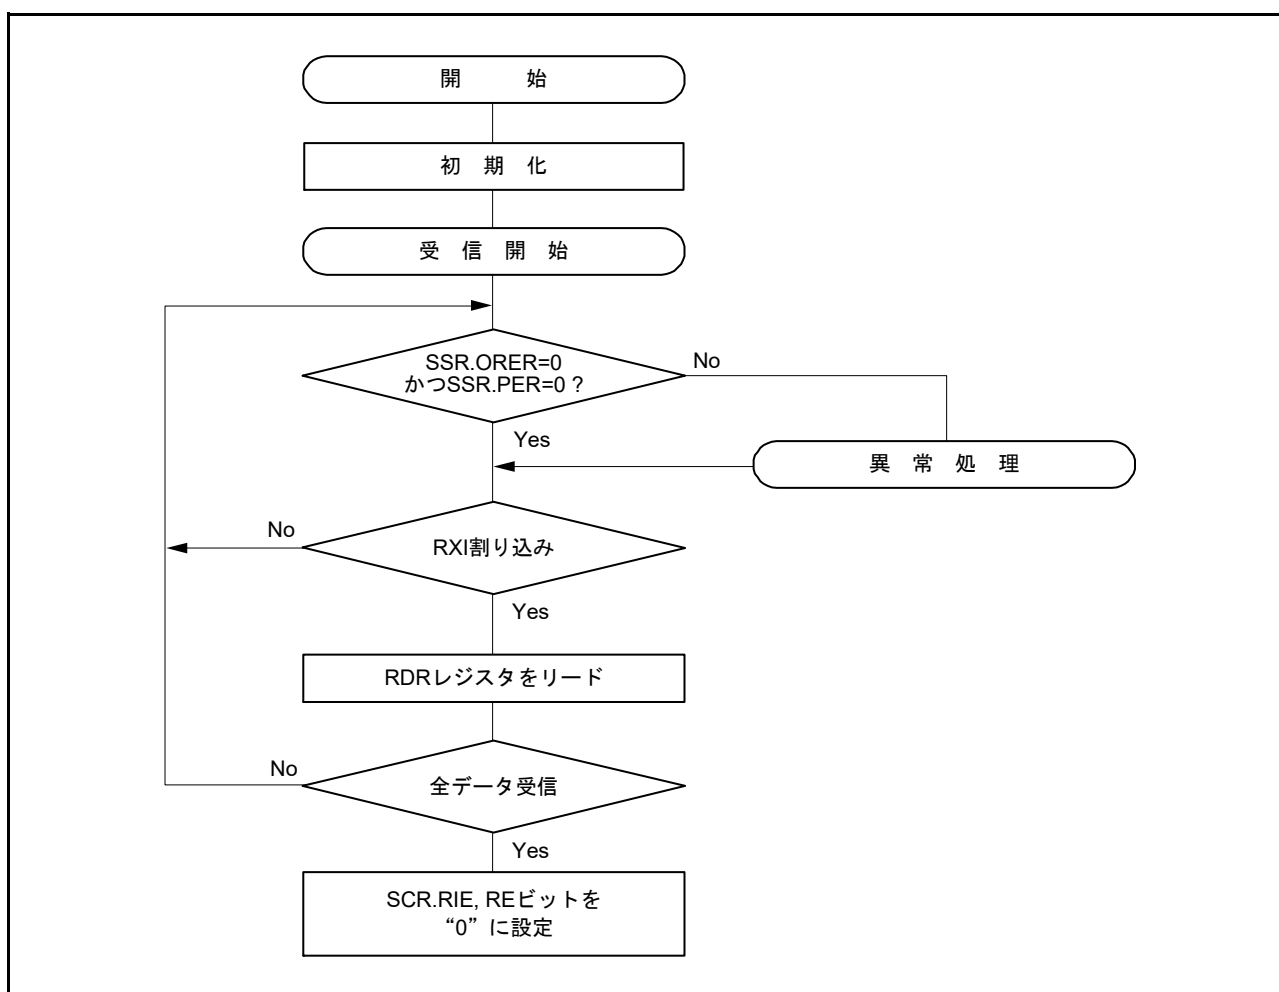 開 始
初 期 化
受 信 開 始
SSR.ORER=0
かつSSR.PER=0 ?
No
Yes
異 常 処 理
No
RXI割り込み
Yes
RDRレジスタをリード
No
全データ受信
Yes
SCR.RIE, REビットを
“0” に設定